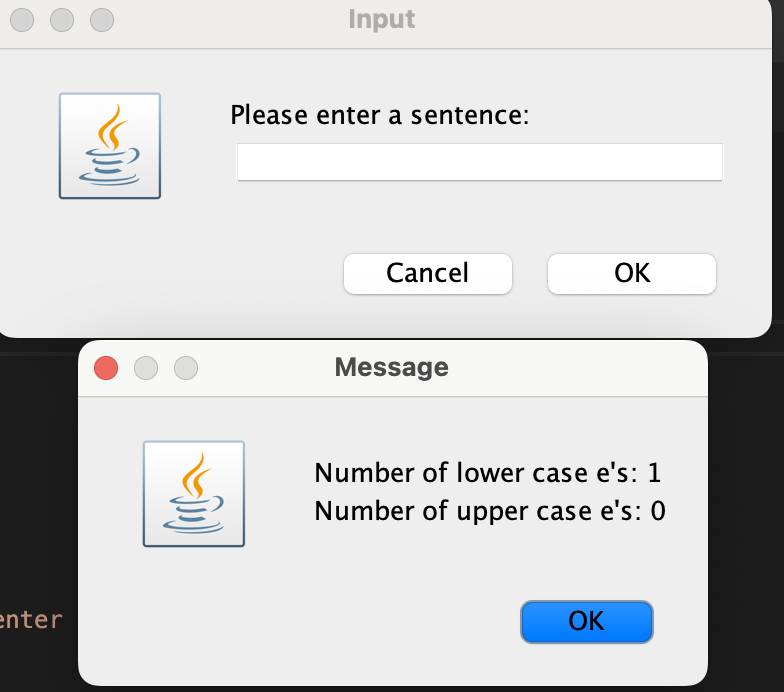 Input
Please enter a sentence:
Cancel
OK
Message
Number of lower case e's: 1
Number of upper case e's: 0
enter
OK